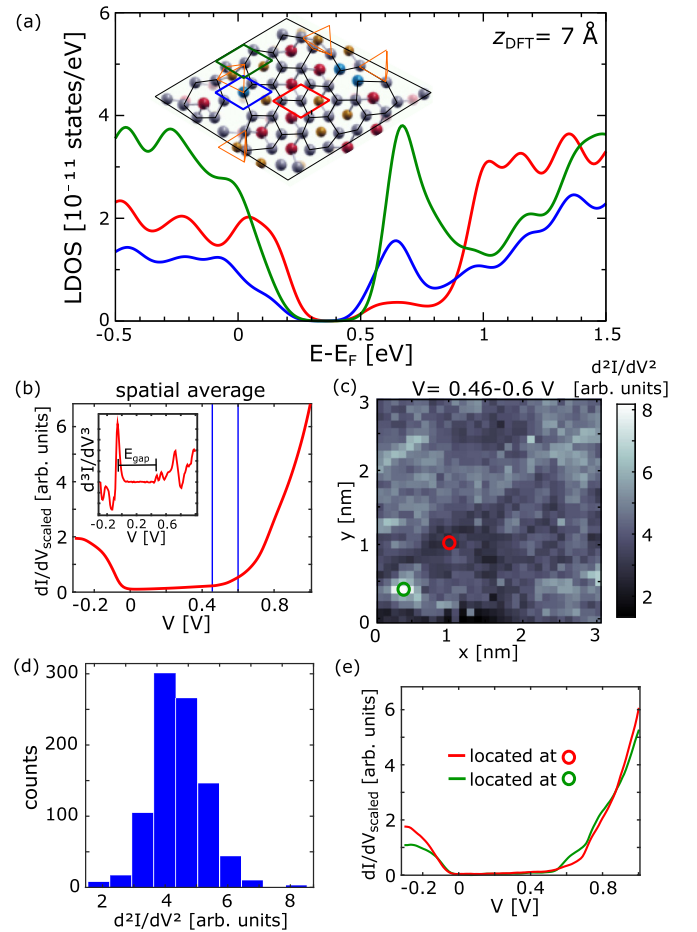 (a)
z_DFT = 7 Å
LDOS [10⁻¹¹ states/eV]
6
4
2
0
-0.5
0
0.5
1
1.5
E-E_F [eV]
(b)
spatial average
dI/dV_scaled [arb. units]
6
4
2
0
-0.2
0
0.4
0.8
V [V]
d³I/dV³
E_gap
-0.2
0
0.2
0.6
V [V]
(c)
V= 0.46-0.6 V
d²I/dV²
[arb. units]
y [nm]
3
2
1
0
0
1
2
3
x [nm]
8
6
4
2
(d)
counts
300
200
100
0
2
4
6
8
d²I/dV² [arb. units]
(e)
dI/dV_scaled [arb. units]
6
4
2
0
-0.2
0
0.4
0.8
V [V]
located at
located at